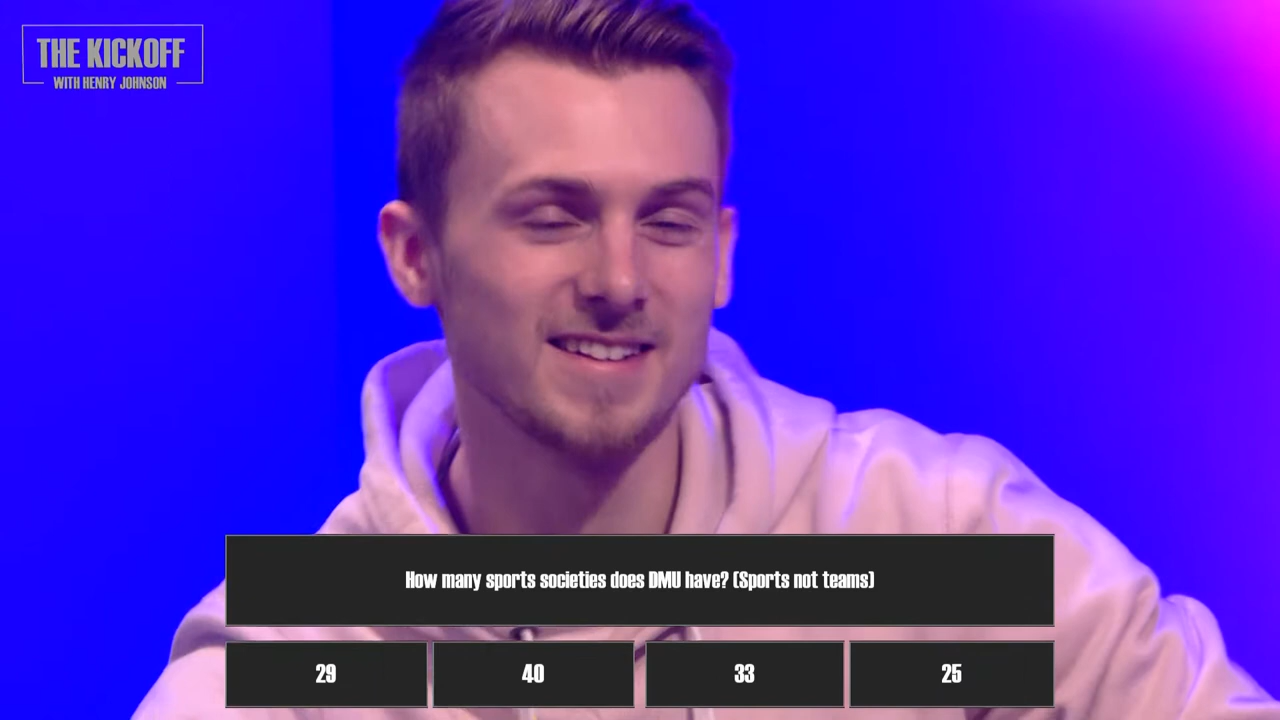 THE KICKOFF
WITH HENRY JOHNSON
How many sports societies does DMU have? (Sports not teams)
29
40
33
25